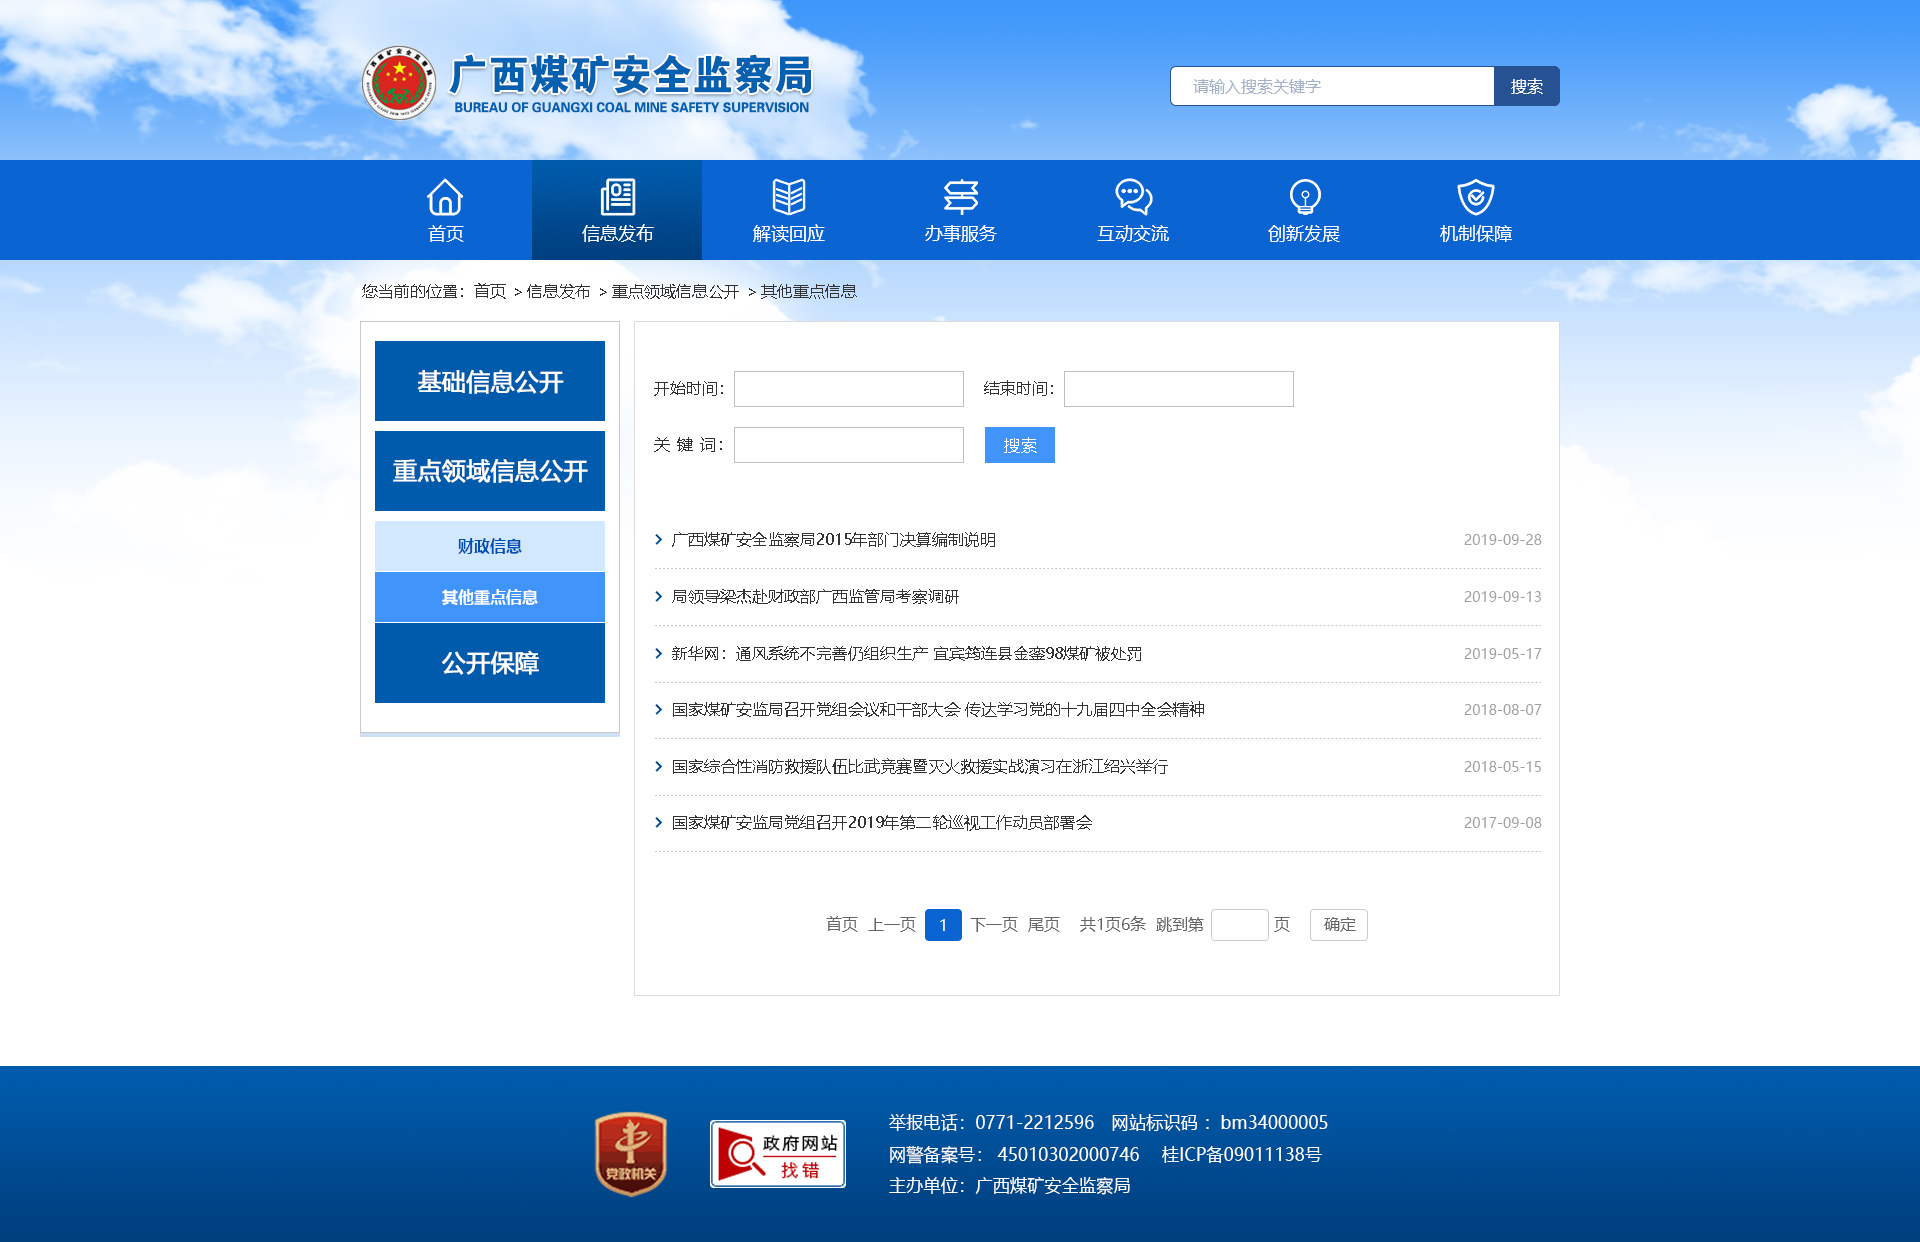 广西煤矿安全监察局
BUREAU OF GUANGXI COAL MINE SAFETY SUPERVISION
请输入搜索关键字 搜索
首页 信息发布 解读回应 办事服务 互动交流 创新发展 机制保障
您当前的位置：首页 > 信息发布 > 重点领域信息公开 > 其他重点信息
基础信息公开
重点领域信息公开
财政信息
其他重点信息
公开保障
开始时间： 结束时间：
关 键 词： 搜索
广西煤矿安全监察局2015年部门决算编制说明 2019-09-28
局领导梁杰赴财政部广西监管局考察调研 2019-09-13
新华网：通风系统不完善仍组织生产 宜宾筠连县金銮98煤矿被处罚 2019-05-17
国家煤矿安监局召开党组会议和干部大会 传达学习党的十九届四中全会精神 2018-08-07
国家综合性消防救援队伍比武竞赛暨灭火救援实战演习在浙江绍兴举行 2018-05-15
国家煤矿安监局党组召开2019年第二轮巡视工作动员部署会 2017-09-08
首页 上一页 1 下一页 尾页 共1页6条 跳到第 页 确定
党政机关
政府网站
找错
举报电话：0771-2212596 网站标识码 ：bm34000005
网警备案号： 45010302000746 桂ICP备09011138号
主办单位：广西煤矿安全监察局